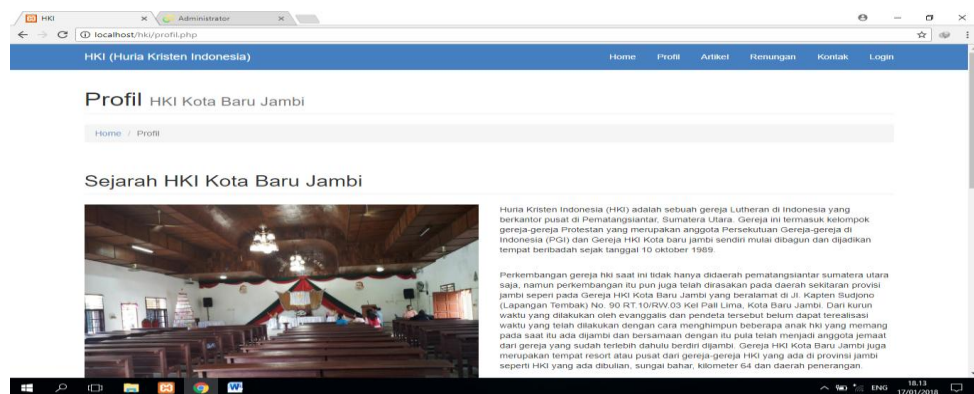 HKI
Administrator
localhost/hki/profil.php
HKI (Huria Kristen Indonesia)
Home Profil Artikel Renungan Kontak Login
Profil HKI Kota Baru Jambi
Home / Profil
Sejarah HKI Kota Baru Jambi
Huria Kristen Indonesia (HKI) adalah sebuah gereja Lutheran di Indonesia yang
berkantor pusat di Pematangsiantar, Sumatera Utara. Gereja ini termasuk kelompok
gereja-gereja Protestan yang merupakan anggota Persekutuan Gereja-gereja di
Indonesia (PGI) dan Gereja HKI Kota baru jambi sendiri mulai dibagun dan dijadikan
tempat beribadah sejak tanggal 10 oktober 1989.
Perkembangan gereja hki saat ini tidak hanya didaerah pematangsiantar sumatera utara
saja, namun perkembangan itu pun juga telah dirasakan pada daerah sekitaran provisi
jambi seperi pada Gereja HKI Kota Baru Jambi yang beralamat di Jl. Kapten Sudjono
(Lapangan Tembak) No. 90 RT.10/RW.03 Kel Pall Lima, Kota Baru Jambi. Dari kurun
waktu yang dilakukan oleh evanggalis dan pendeta tersebut belum dapat terealisasi
waktu yang telah dilakukan dengan cara menghimpun beberapa anak hki yang memang
pada saat itu ada dijambi dan bersamaan dengan itu pula telah menjadi anggota jemaat
dari gereja yang sudah terlebih dahulu berdiri dijambi. Gereja HKI Kota Baru Jambi juga
merupakan tempat resort atau pusat dari gereja-gereja HKI yang ada di provinsi jambi
seperti HKI yang ada dibulian, sungai bahar, kilometer 64 dan daerah penerangan.
ENG
18.13
17/01/2018